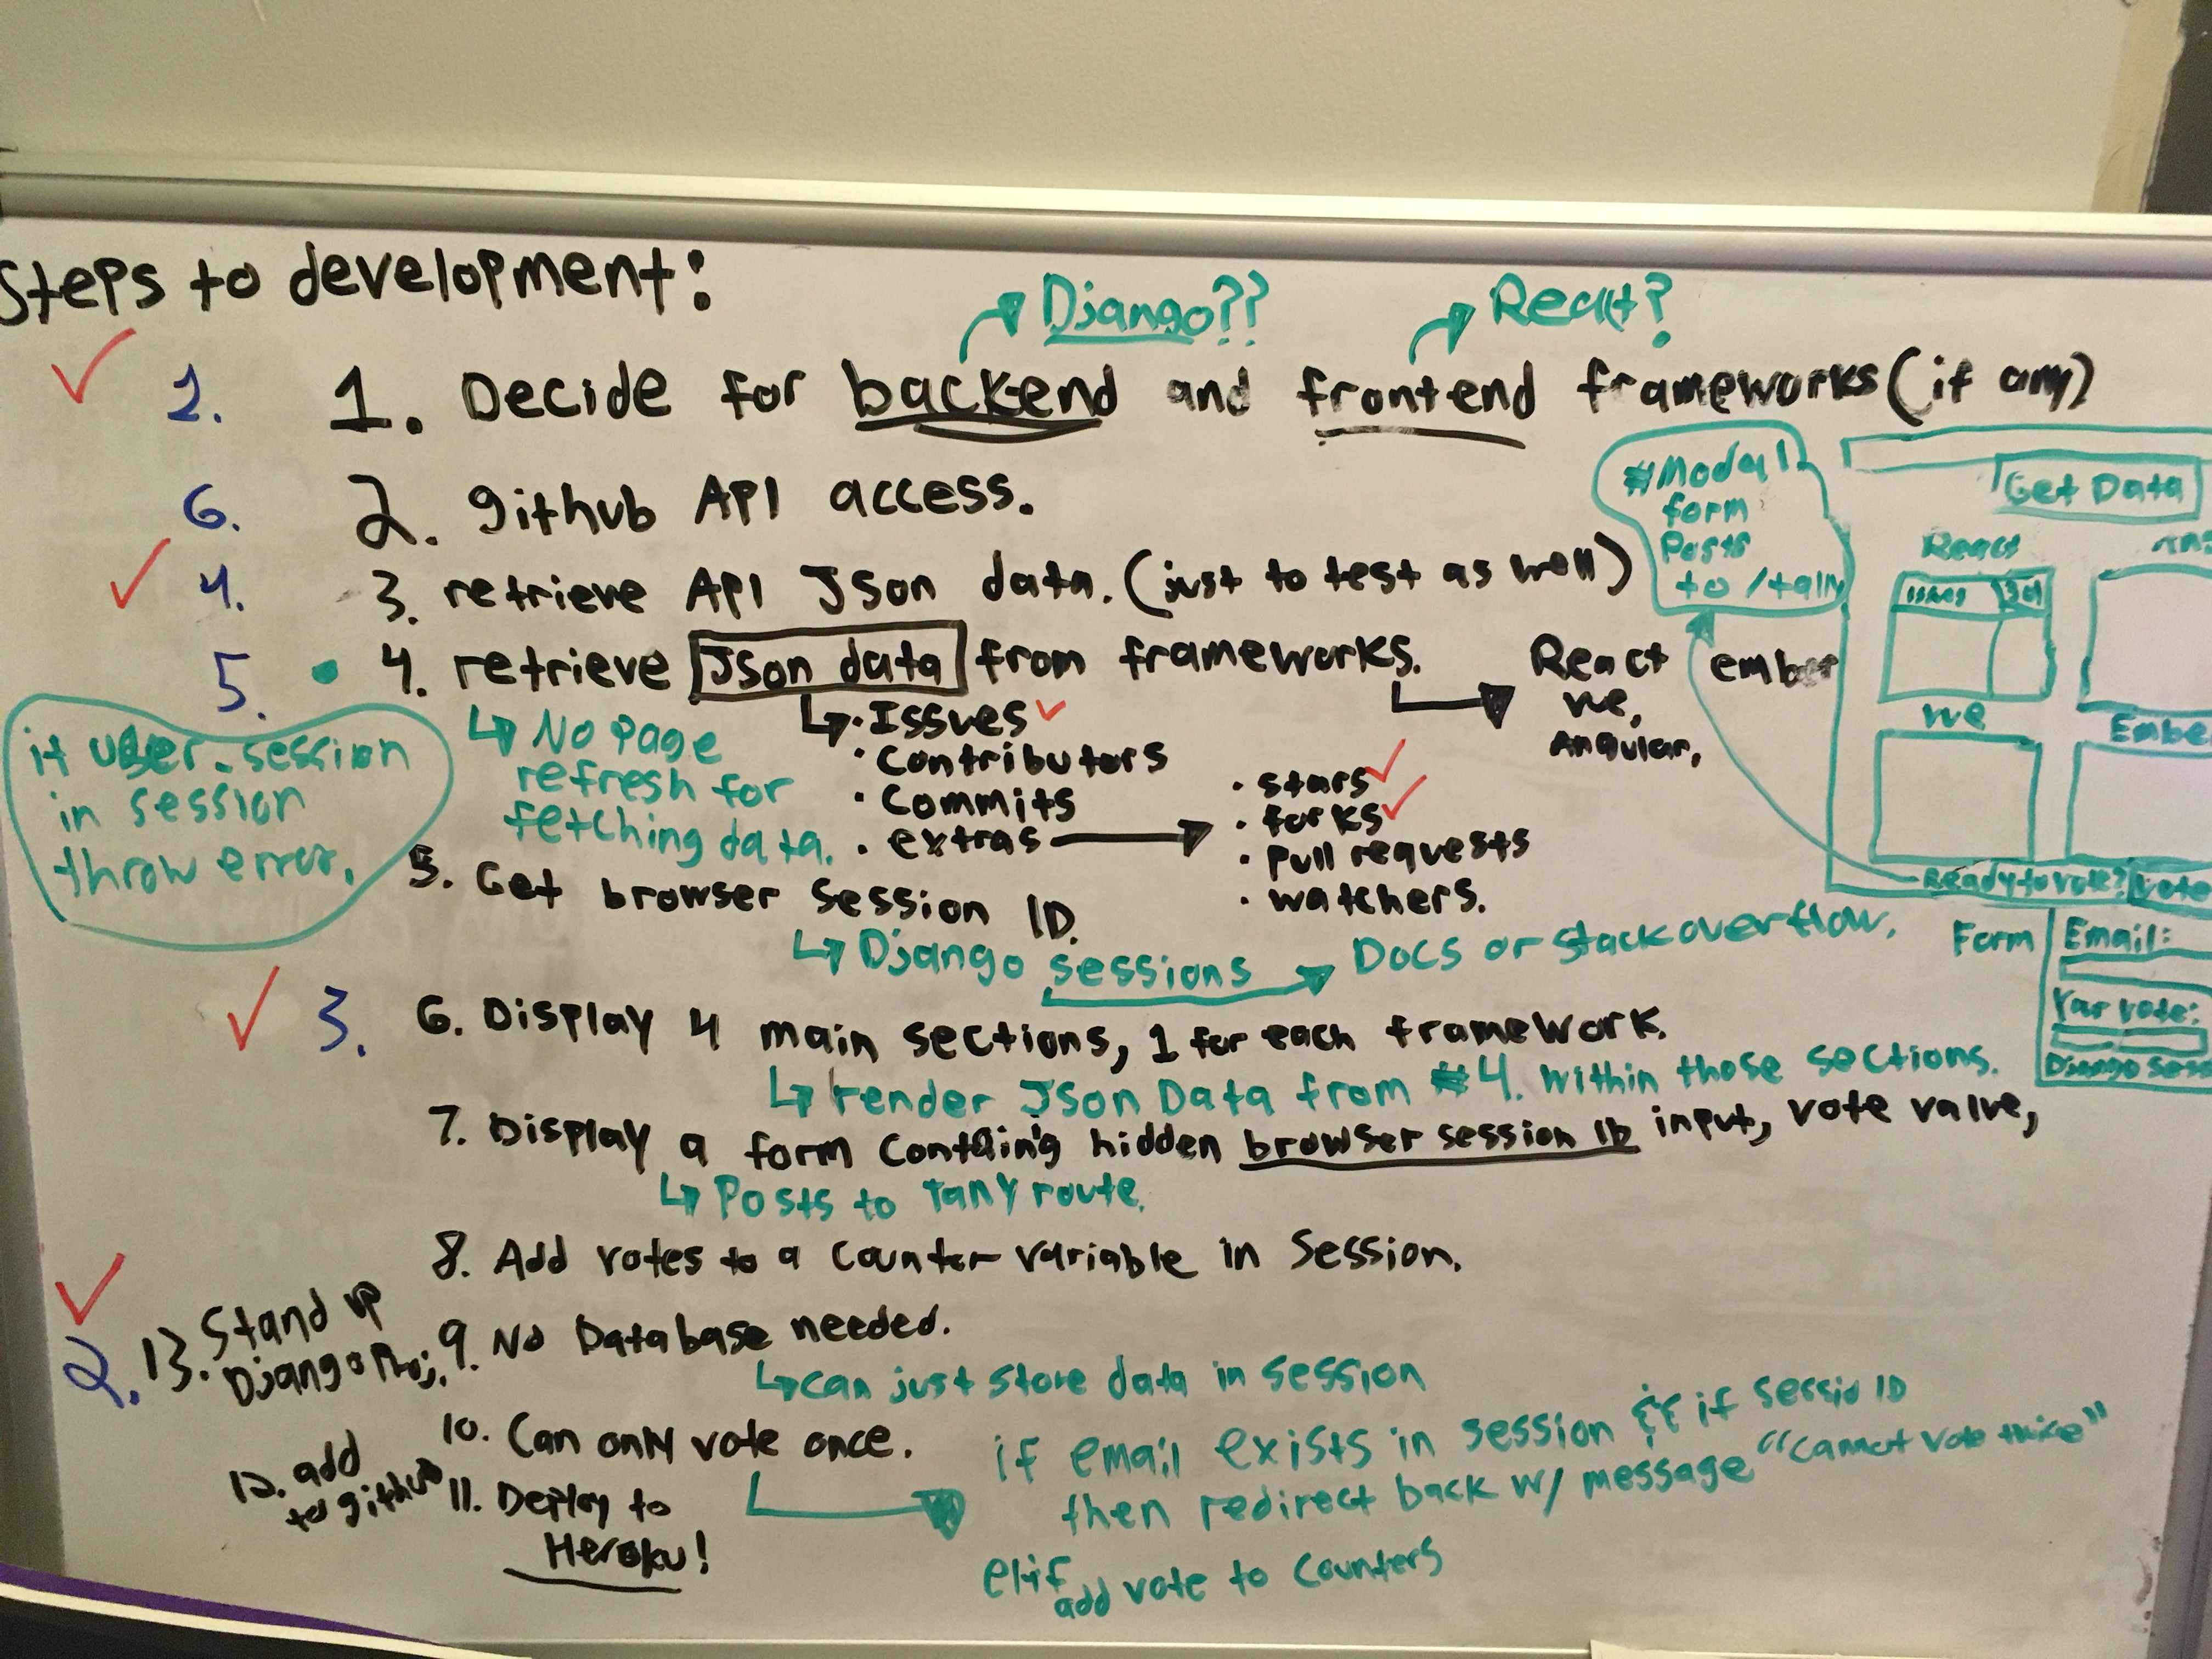 Steps to development:
Django??
React?
2. 1. Decide for backend and frontend frameworks (if any)
6. 2. github API access.
4. 3. retrieve API Json data. (just to test as well)
5. 4. retrieve Json data from frameworks.
React
ember
Vue,
Angular,
No page
refresh for
fetching data.
· Issues
· Contributors
· Commits
· extras
· stars
· forks
· pull requests
· watchers.
if user_session
in session
throw error.
5. Get browser session ID.
Django sessions
Docs or stack overflow.
3. 6. Display 4 main sections, 1 for each framework.
render Json Data from #4. within those sections.
7. Display a form containing hidden browser session ID input, vote value,
Posts to tally route.
8. Add votes to a counter variable in session.
2. 13. Stand up
Django Proj.
9. No Database needed.
can just store data in session
10. Can only vote once.
if email exists in session && if sessio ID
then redirect back w/ message "cannot vote twice"
elif
add vote to counters
12. add
to github
11. Deploy to
Heroku!
#Modal
form
Posts
to /tally
Get Data
React
issues
Vue
Embe
Ready to vote? Vote
Form
Email:
Your vote:
Django sess